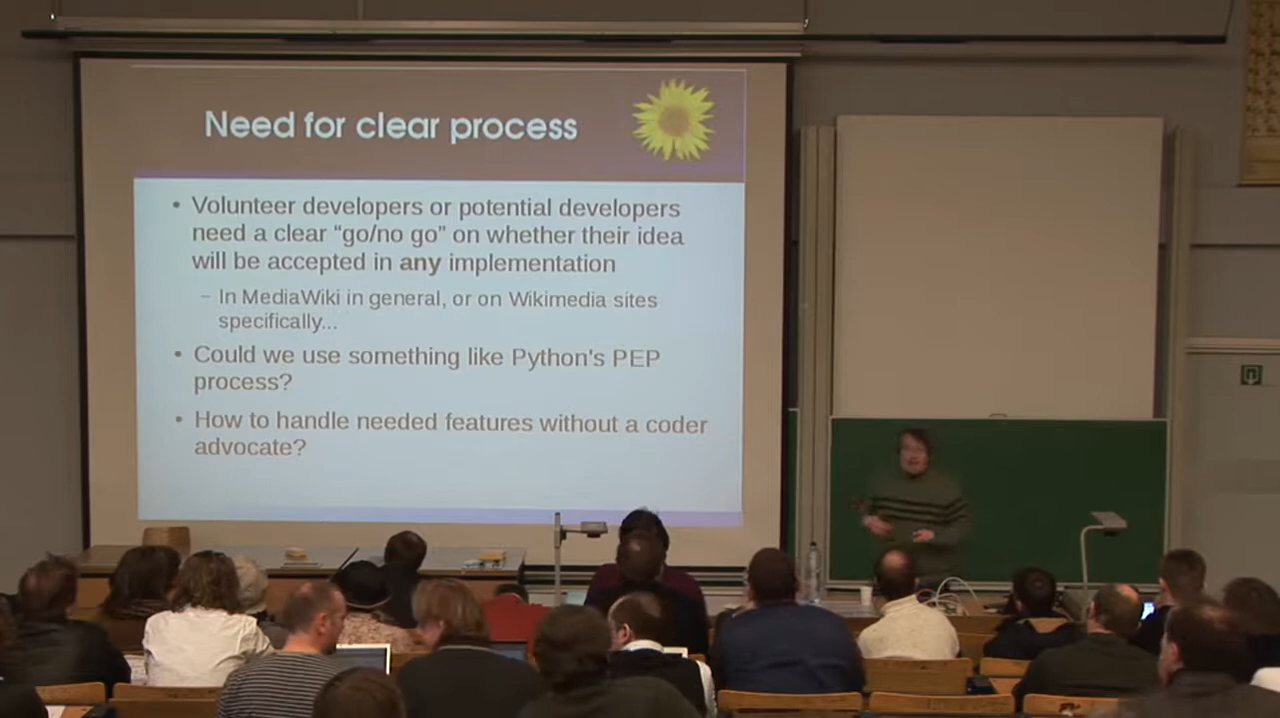 Need for clear process
• Volunteer developers or potential developers
need a clear “go/no go” on whether their idea
will be accepted in any implementation
– In MediaWiki in general, or on Wikimedia sites
specifically...
• Could we use something like Python's PEP
process?
• How to handle needed features without a coder
advocate?